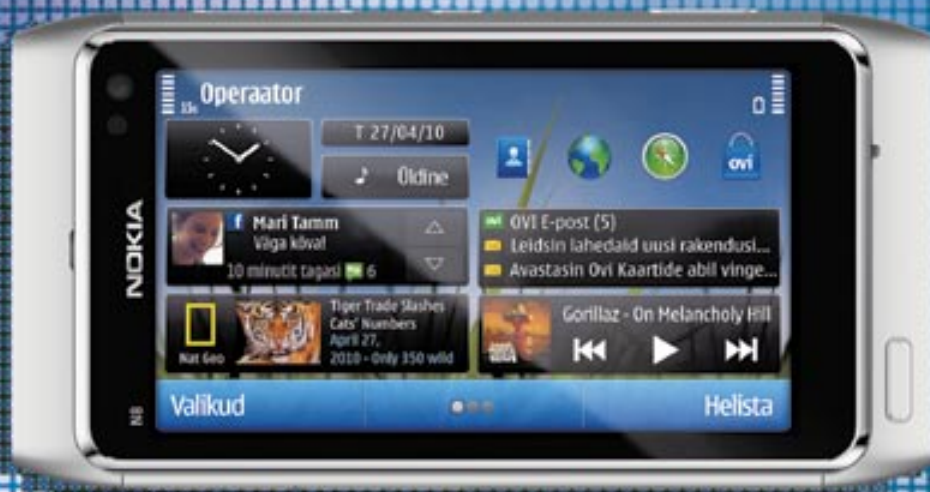 NOKIA
N8
Operaator
T 27/04/10
Üldine
ovi
f Mari Tamm
Väga kõva!
10 minutit tagasi 6
ovi OVI E-post (5)
Leidsin lahedaid uusi rakendusi...
Avastasin Ovi Kaartide abil vinge...
Nat Geo
Tiger Trade Slashes
Cats' Numbers
April 27,
2010 - Only 350 wild
Gorillaz - On Melancholy Hill
Valikud
Helista